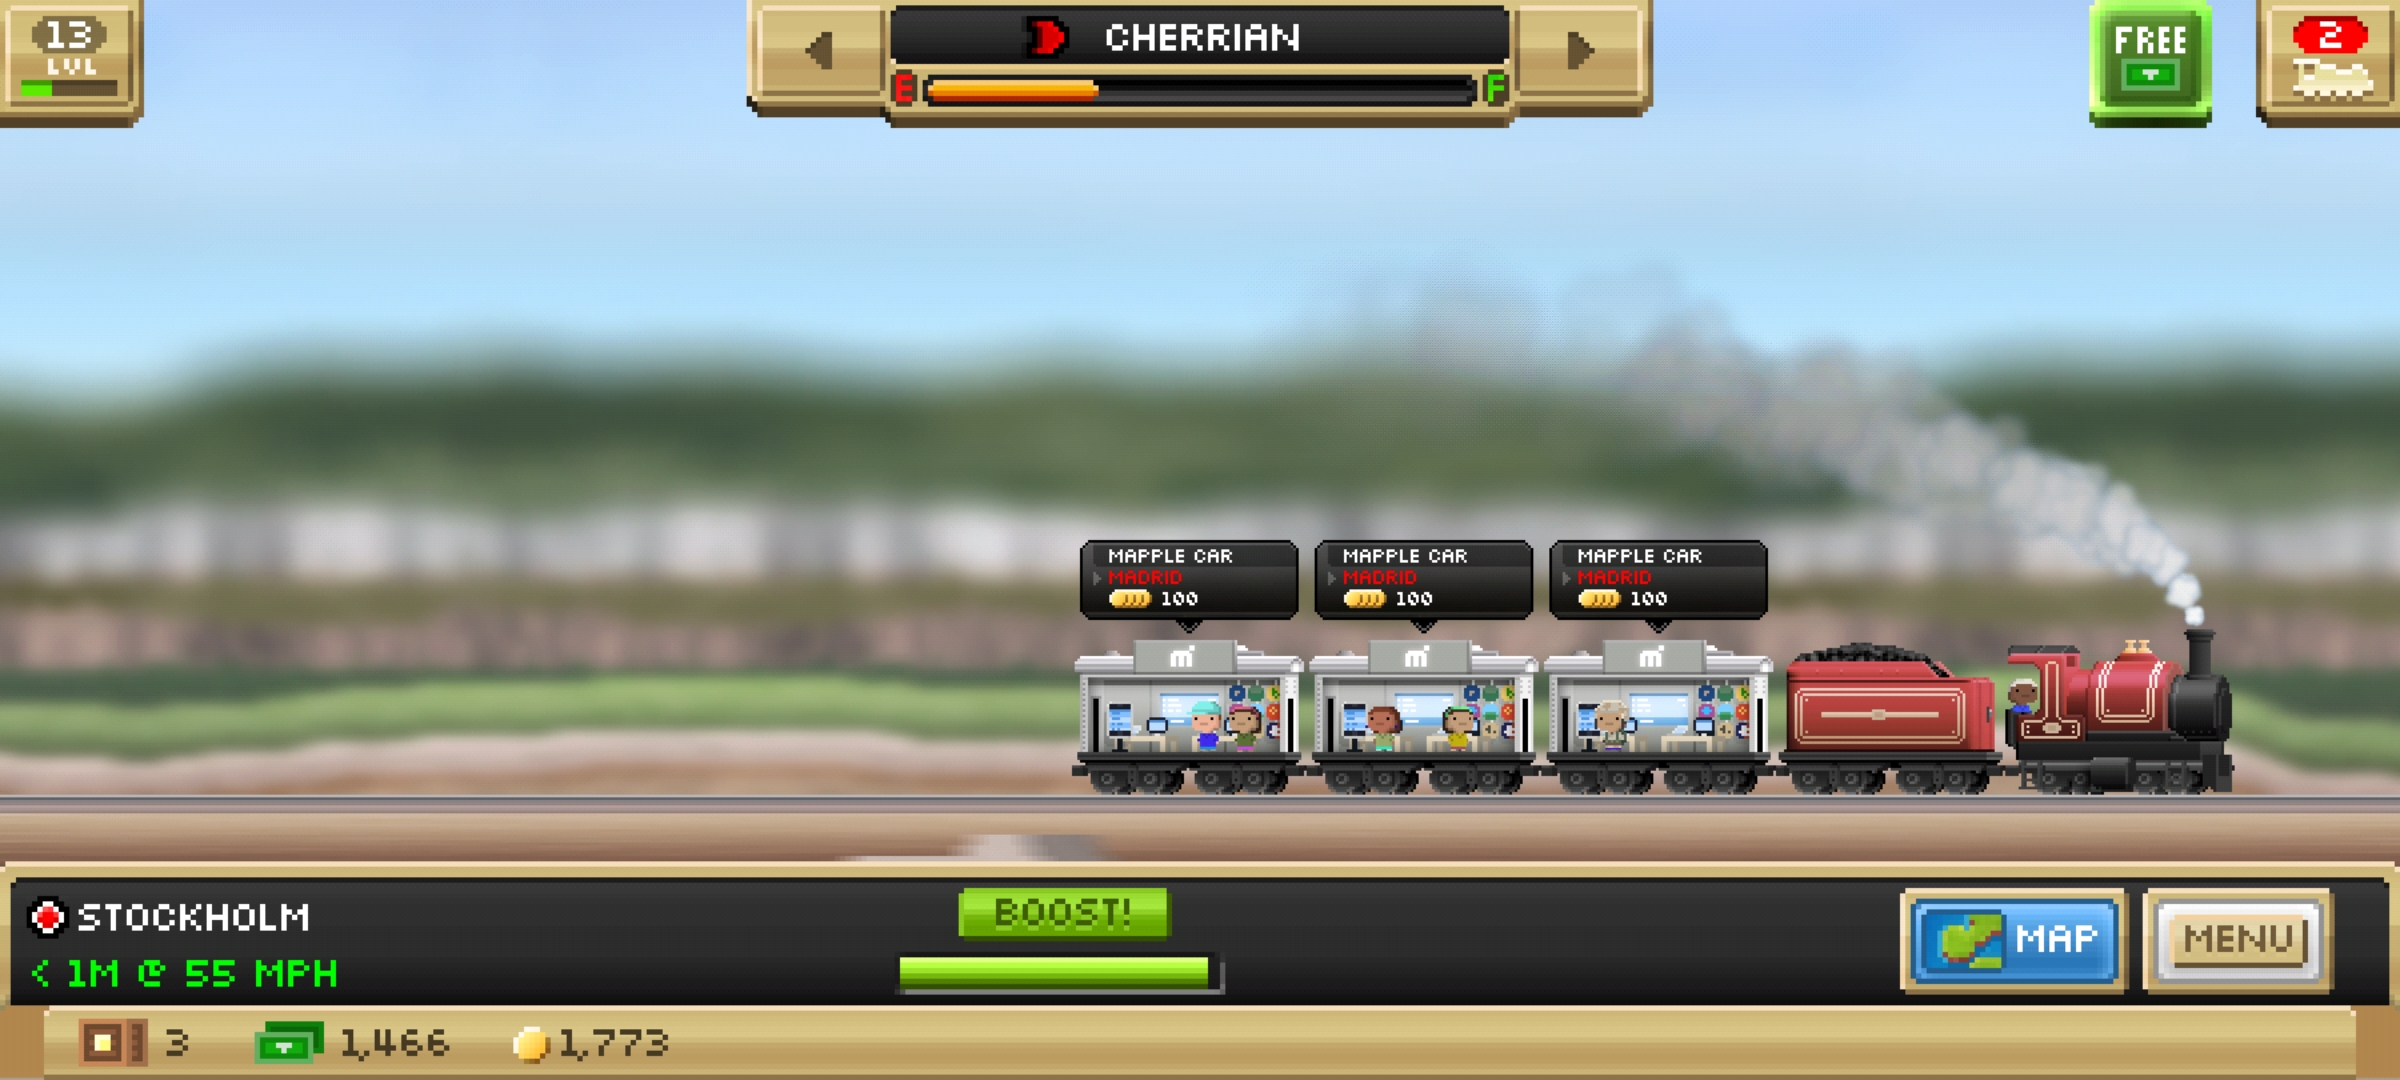 13
LVL
CHERRIAN
E
F
FREE
2
MAPPLE CAR
MADRID
100
MAPPLE CAR
MADRID
100
MAPPLE CAR
MADRID
100
m
m
m
STOCKHOLM
< 1M @ 55 MPH
BOOST!
MAP
MENU
3
1,466
1,773